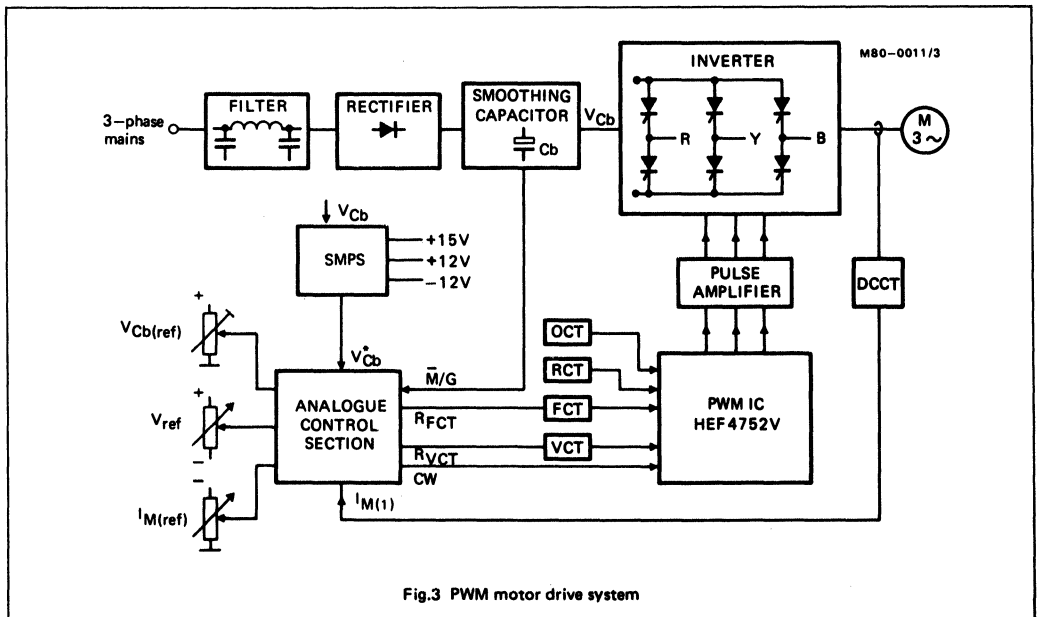 M80-0011/3
INVERTER
FILTER
RECTIFIER
SMOOTHING
CAPACITOR
Cb
VCb
3-phase
mains
R
Y
B
M
3~
VCb
SMPS
+15V
+12V
-12V
PULSE
AMPLIFIER
DCCT
+
VCb(ref)
V*Cb
OCT
RCT
M̅/G
FCT
RFCT
VCT
RVCT
CW
PWM IC
HEF4752V
ANALOGUE
CONTROL
SECTION
+
Vref
–
–
IM(ref)
IM(1)
Fig.3 PWM motor drive system